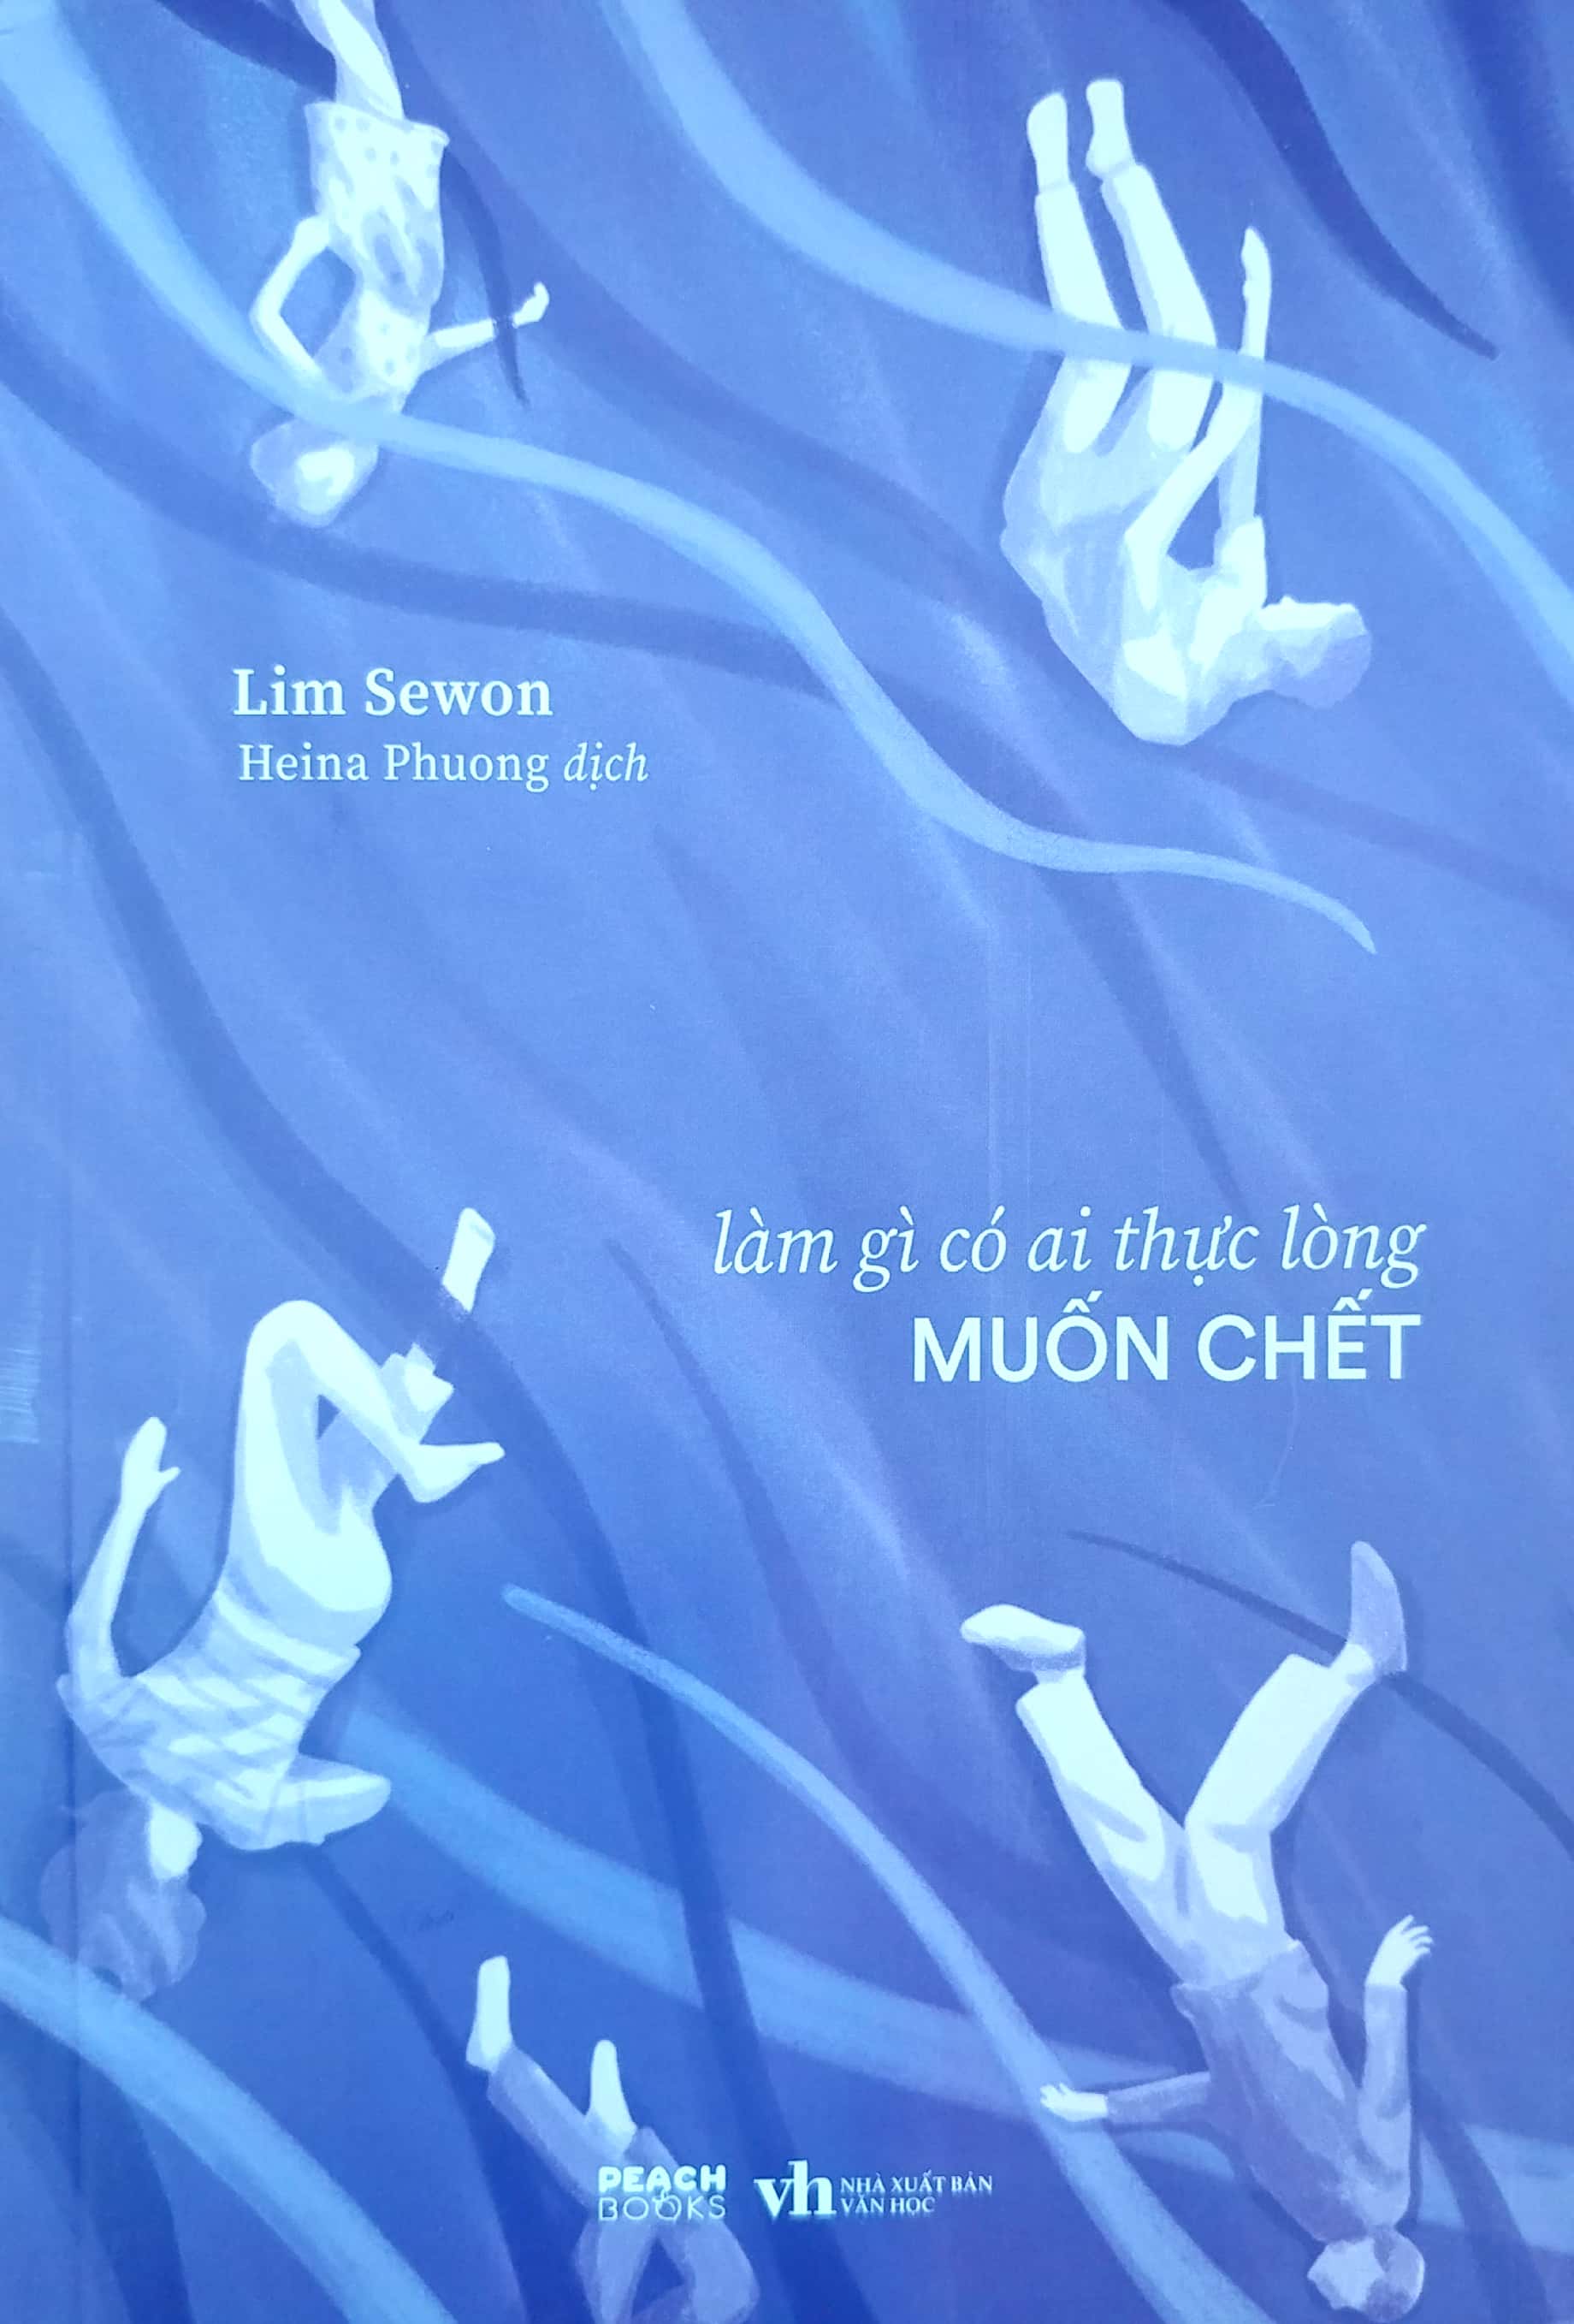 Lim Sewon
Heina Phuong dịch
làm gì có ai thực lòng
MUỐN CHẾT
PEACH
BOOKS
vh
NHÀ XUẤT BẢN
VĂN HỌC